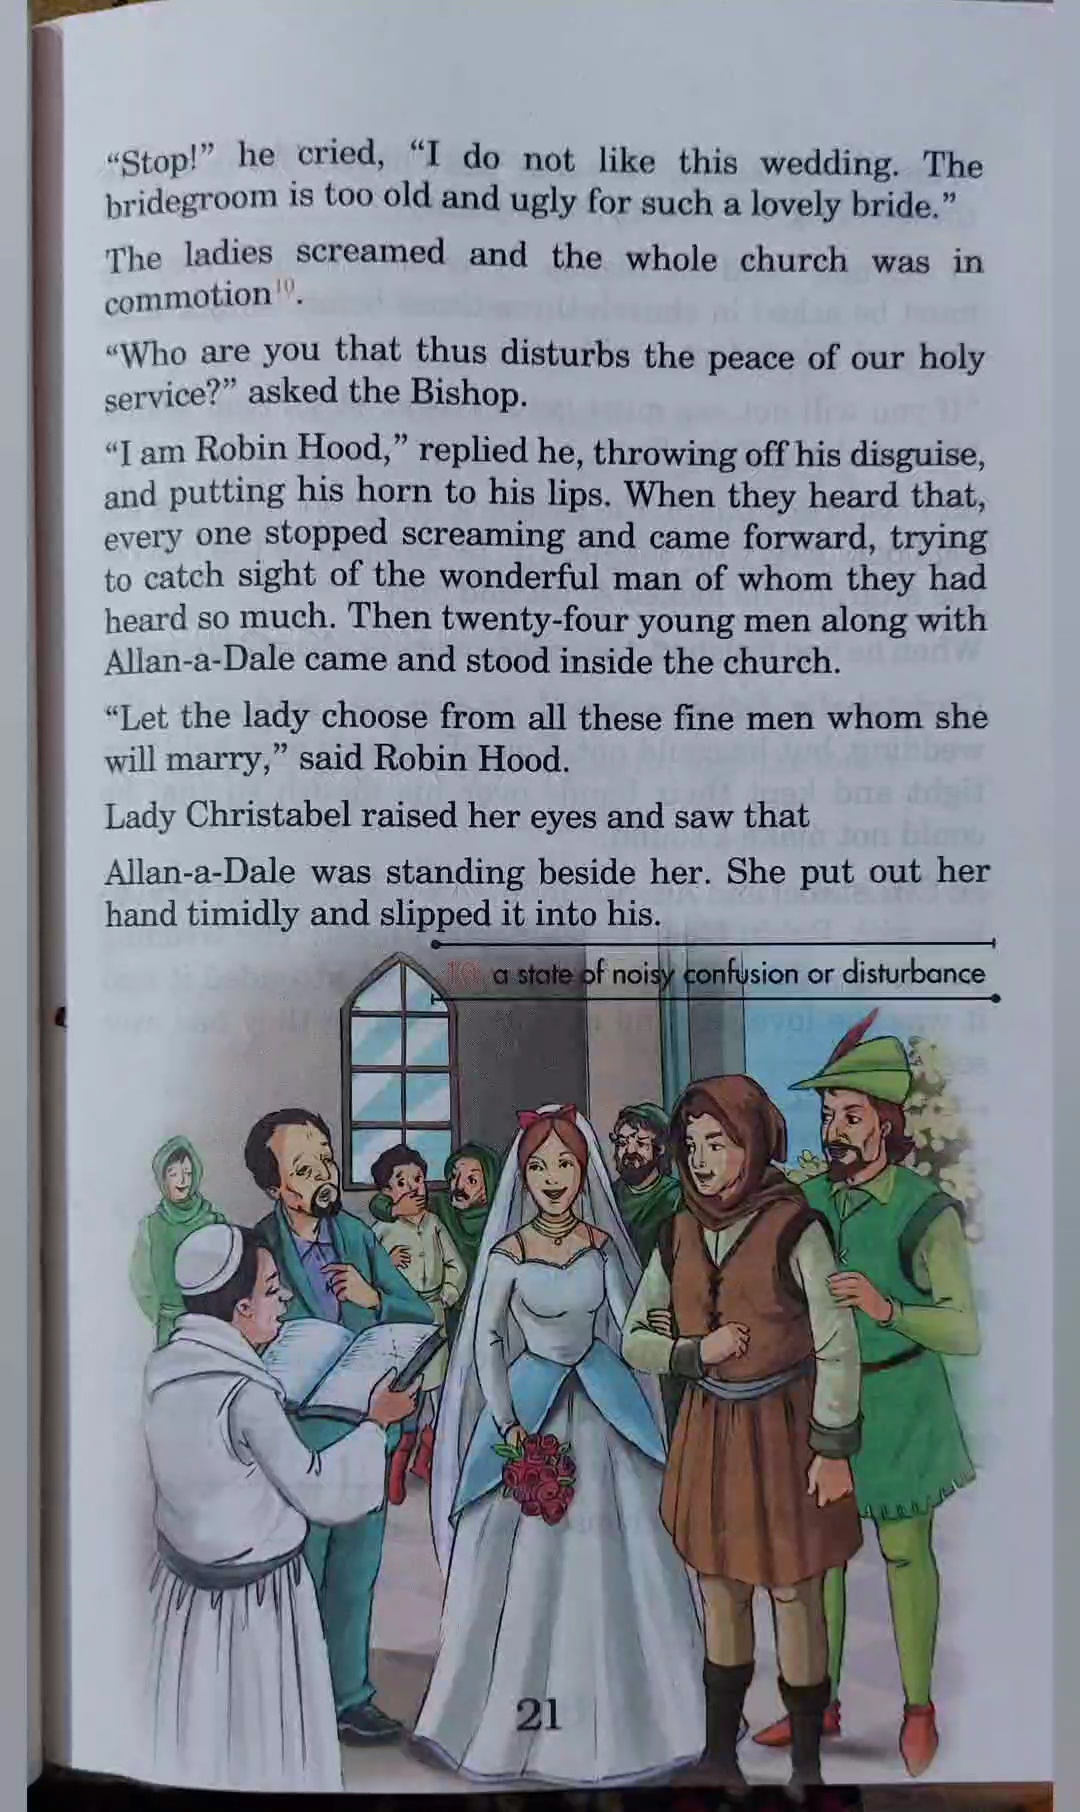 “Stop!” he cried, “I do not like this wedding. The
bridegroom is too old and ugly for such a lovely bride.”
The ladies screamed and the whole church was in
commotion¹⁰.
“Who are you that thus disturbs the peace of our holy
service?” asked the Bishop.
“I am Robin Hood,” replied he, throwing off his disguise,
and putting his horn to his lips. When they heard that,
every one stopped screaming and came forward, trying
to catch sight of the wonderful man of whom they had
heard so much. Then twenty-four young men along with
Allan-a-Dale came and stood inside the church.
“Let the lady choose from all these fine men whom she
will marry,” said Robin Hood.
Lady Christabel raised her eyes and saw that
Allan-a-Dale was standing beside her. She put out her
hand timidly and slipped it into his.
10. a state of noisy confusion or disturbance
21